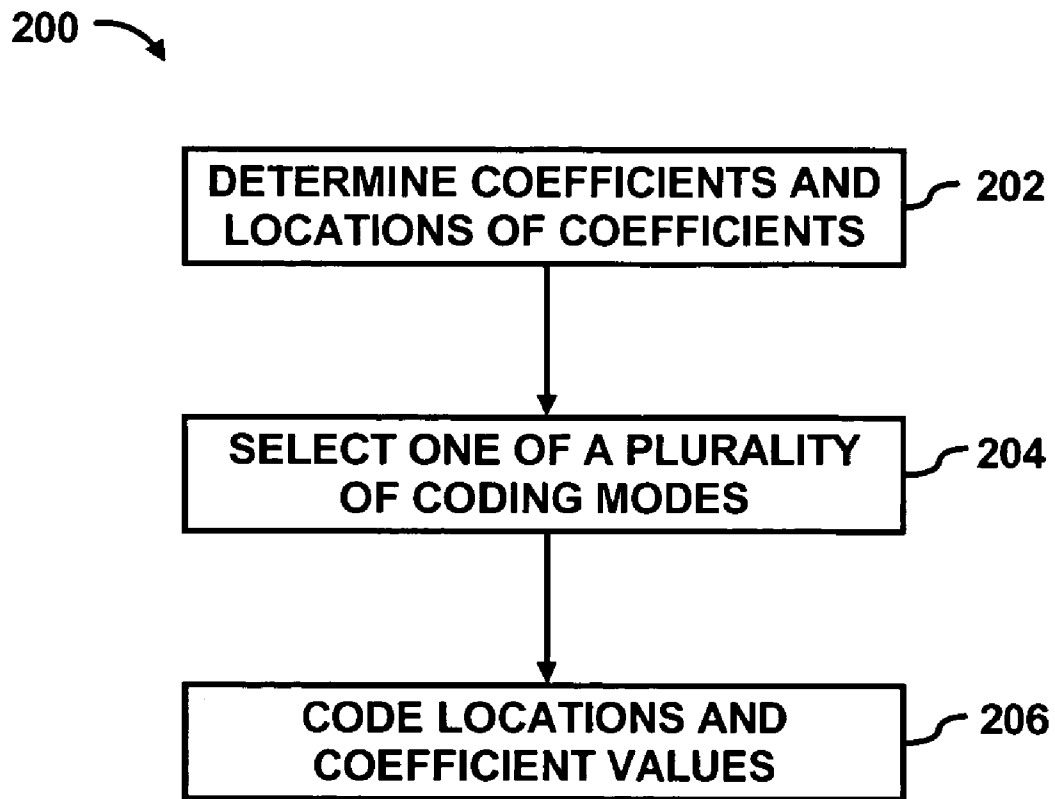 200
DETERMINE COEFFICIENTS AND
LOCATIONS OF COEFFICIENTS
202
SELECT ONE OF A PLURALITY
OF CODING MODES
204
CODE LOCATIONS AND
COEFFICIENT VALUES
206